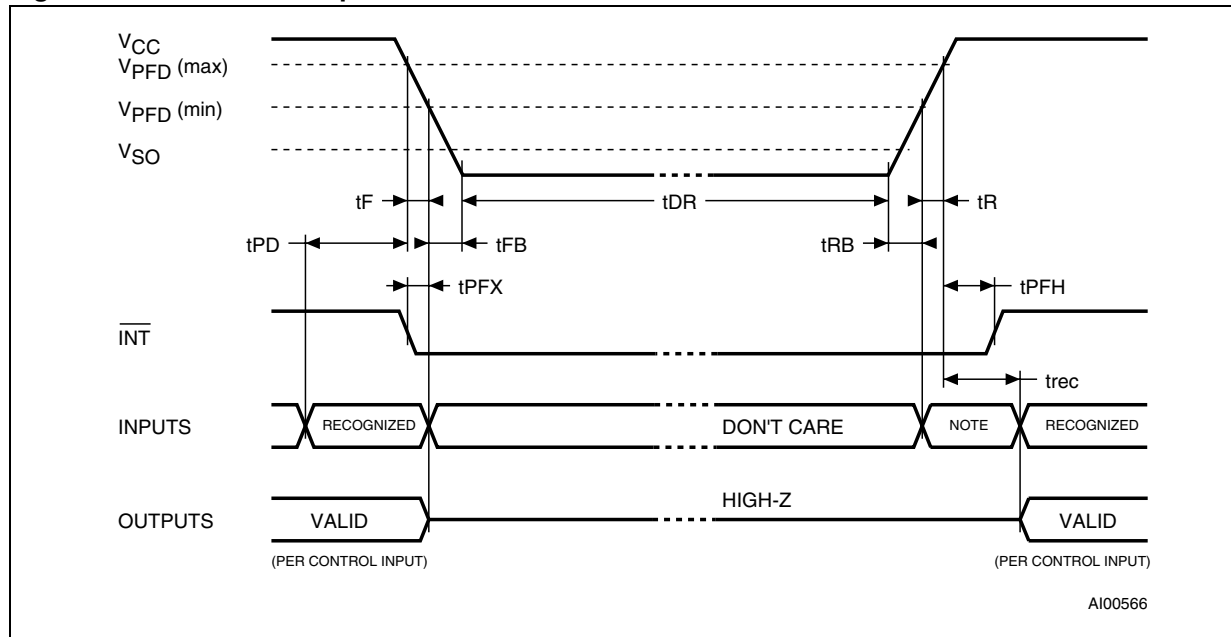 VCC
VPFD (max)
VPFD (min)
VSO
tF
tDR
tR
tPD
tFB
tRB
tPFX
tPFH
INT
trec
INPUTS
RECOGNIZED
DON'T CARE
NOTE
RECOGNIZED
HIGH-Z
OUTPUTS
VALID
VALID
(PER CONTROL INPUT)
(PER CONTROL INPUT)
AI00566